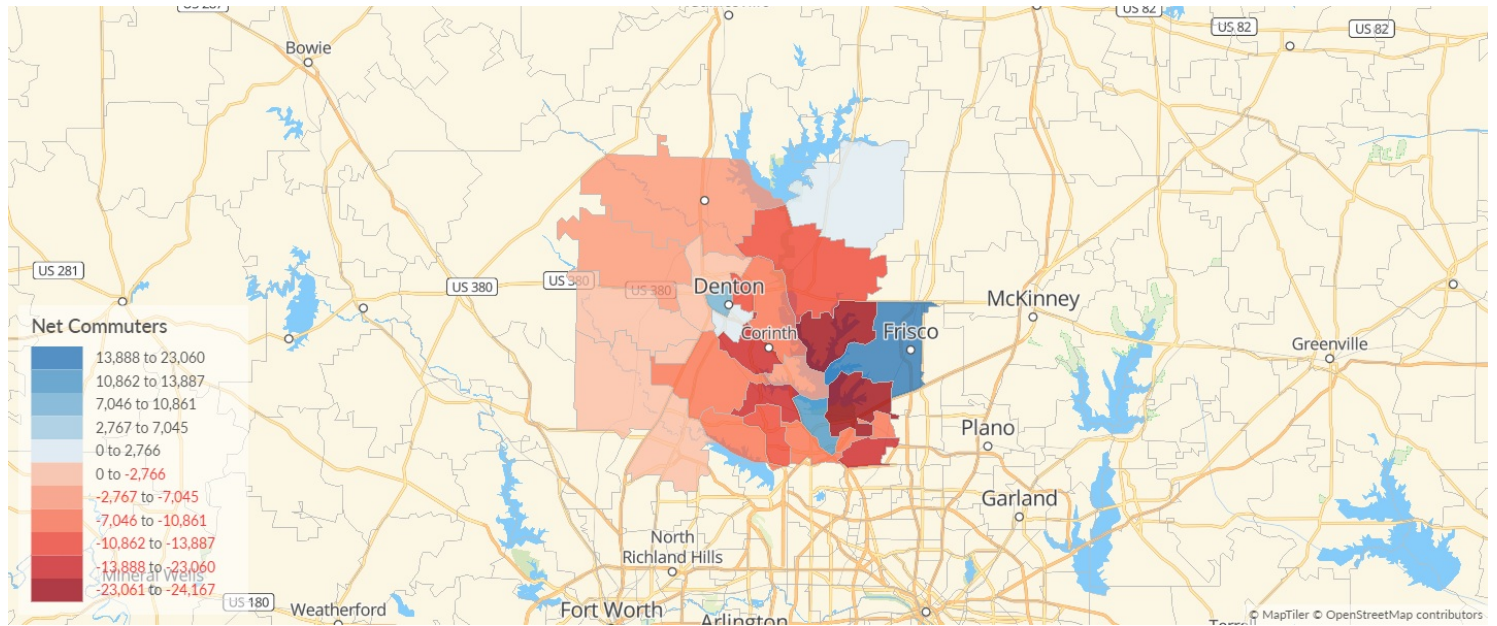 US 82
US 82
US 82
Bowie
US 281
US 380
US 380
US 380
Denton
McKinney
Corinth
Frisco
Greenville
Plano
Garland
North
Richland Hills
Fort Worth
Arlington
Weatherford
US 180
Mineral Wells
Net Commuters
13,888 to 23,060
10,862 to 13,887
7,046 to 10,861
2,767 to 7,045
0 to 2,766
0 to -2,766
-2,767 to -7,045
-7,046 to -10,861
-10,862 to -13,887
-13,888 to -23,060
-23,061 to -24,167
© MapTiler © OpenStreetMap contributors